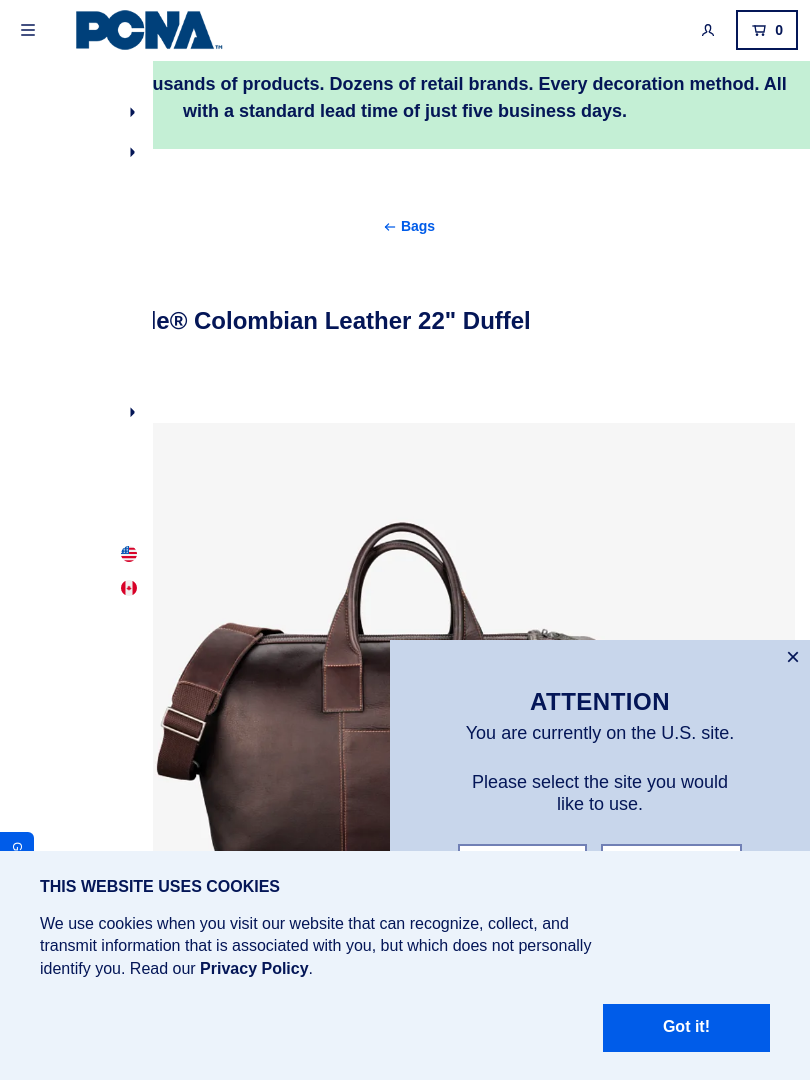 PCNA™
0
usands of products. Dozens of retail brands. Every decoration method. All
with a standard lead time of just five business days.
← Bags
le® Colombian Leather 22" Duffel
×
ATTENTION
You are currently on the U.S. site.
Please select the site you would
like to use.
G
THIS WEBSITE USES COOKIES
We use cookies when you visit our website that can recognize, collect, and
transmit information that is associated with you, but which does not personally
identify you. Read our Privacy Policy.
Got it!